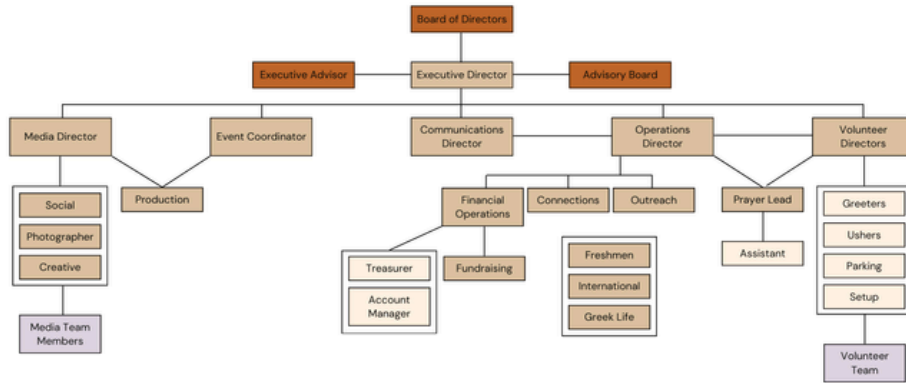 Board of Directors
Executive Advisor
Executive Director
Advisory Board
Media Director
Event Coordinator
Communications
Director
Operations
Director
Volunteer
Directors
Production
Social
Photographer
Creative
Media Team
Members
Financial
Operations
Connections
Outreach
Prayer Lead
Treasurer
Account
Manager
Fundraising
Freshmen
International
Greek Life
Assistant
Greeters
Ushers
Parking
Setup
Volunteer
Team